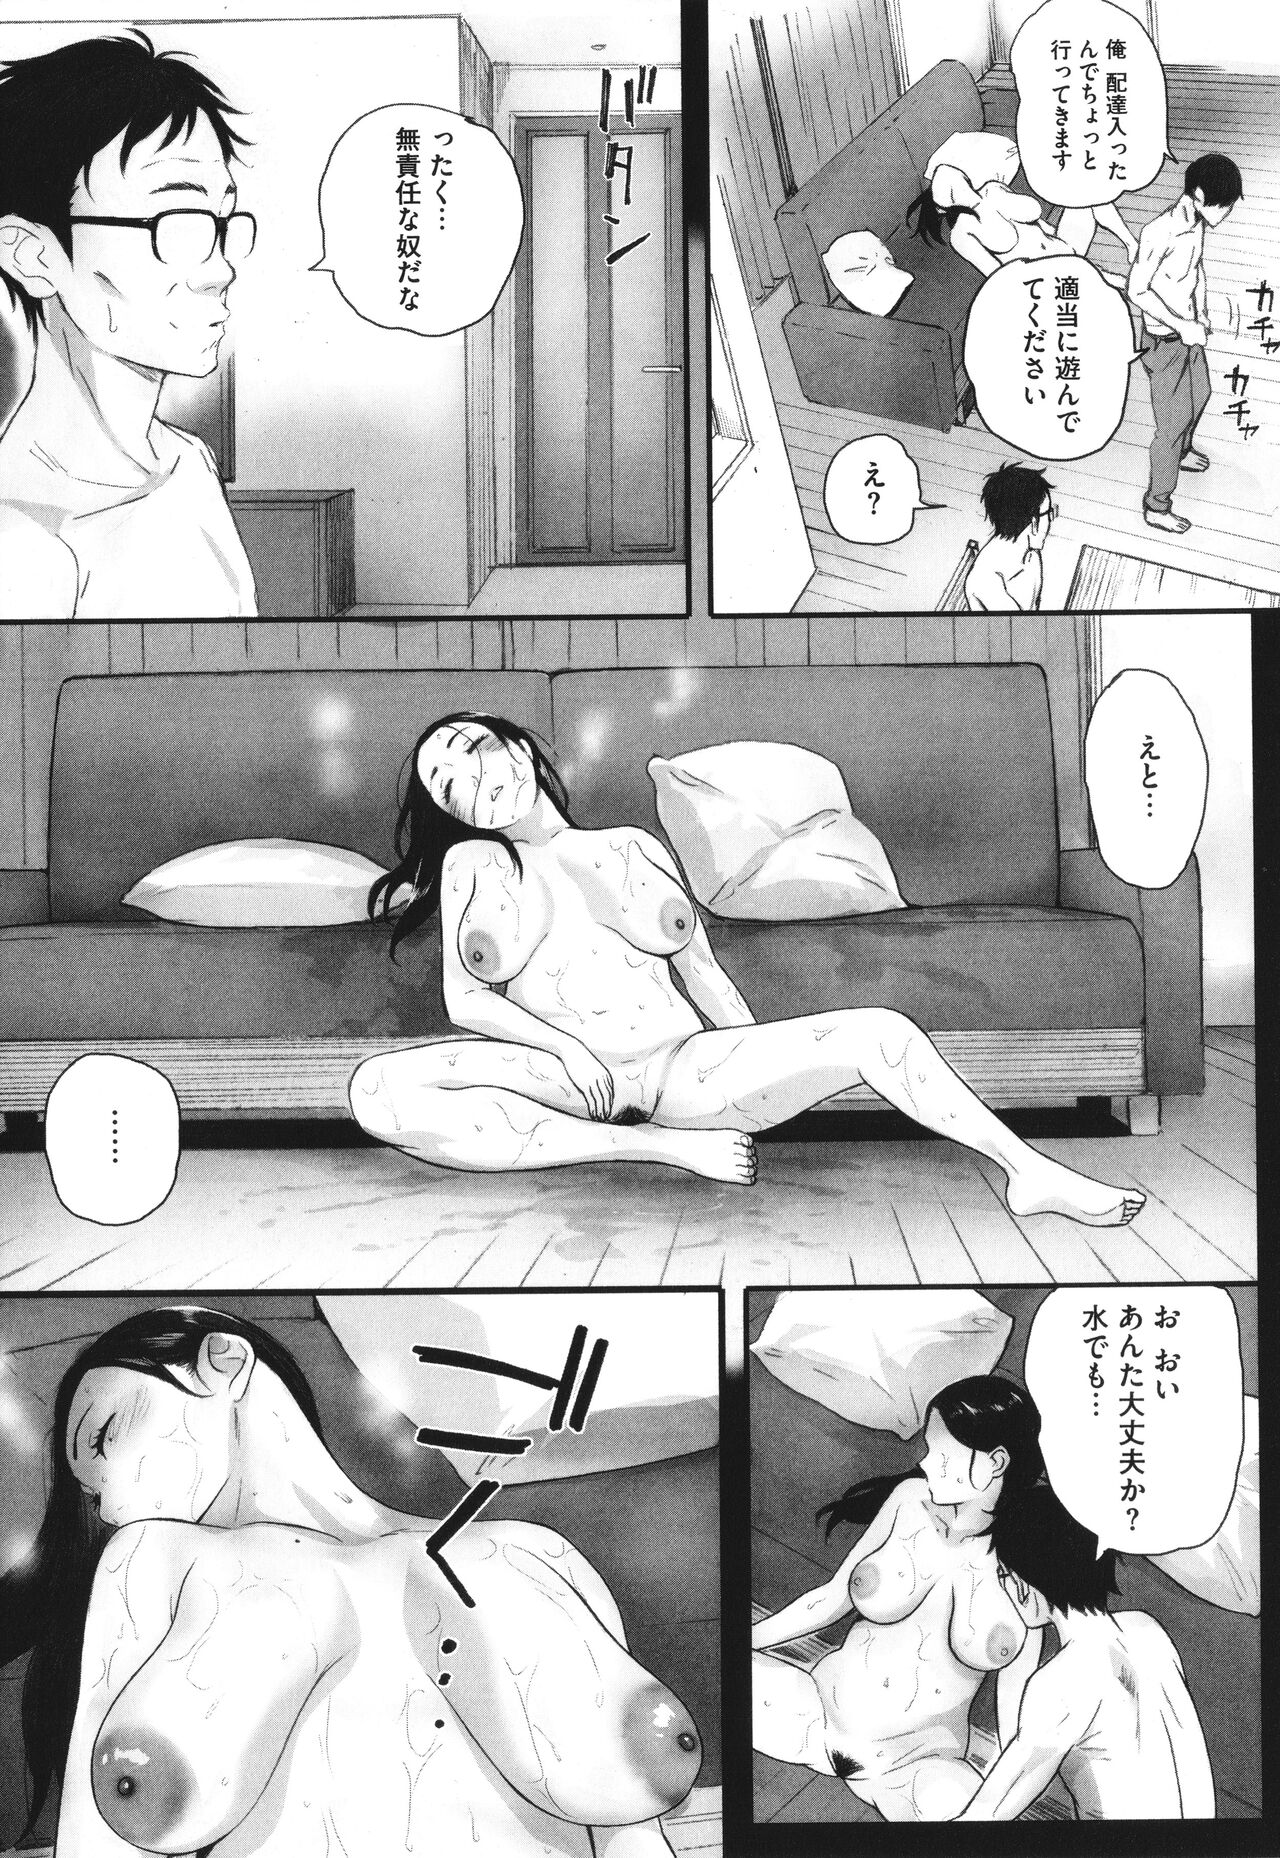 俺 配達入った
んでちょっと
行ってきます
適当に遊んで
てください
カチャ
カチャ
え?
バタン
ったく…
無責任な奴だな
えと…
……
お おい
あんた大丈夫か?
水でも…